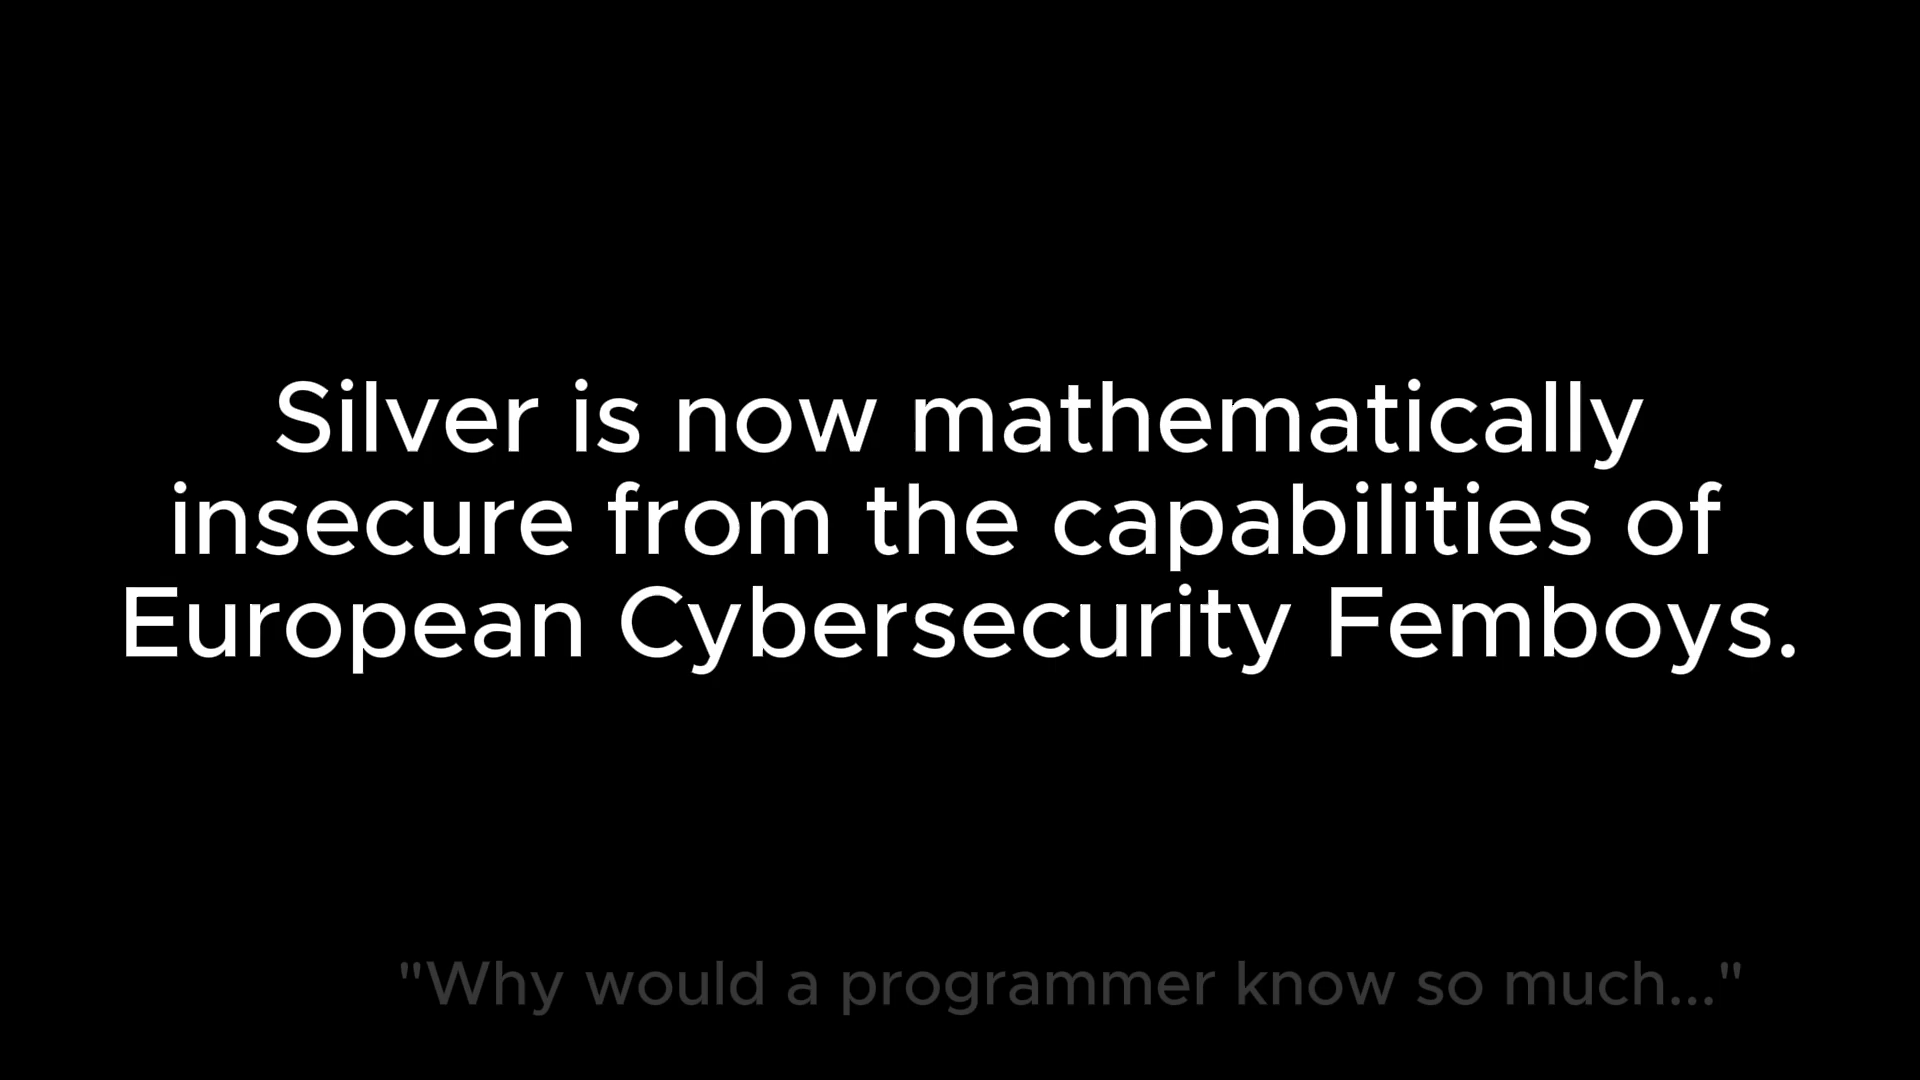 Silver is now mathematically
insecure from the capabilities of
European Cybersecurity Femboys.
"Why would a programmer know so much..."